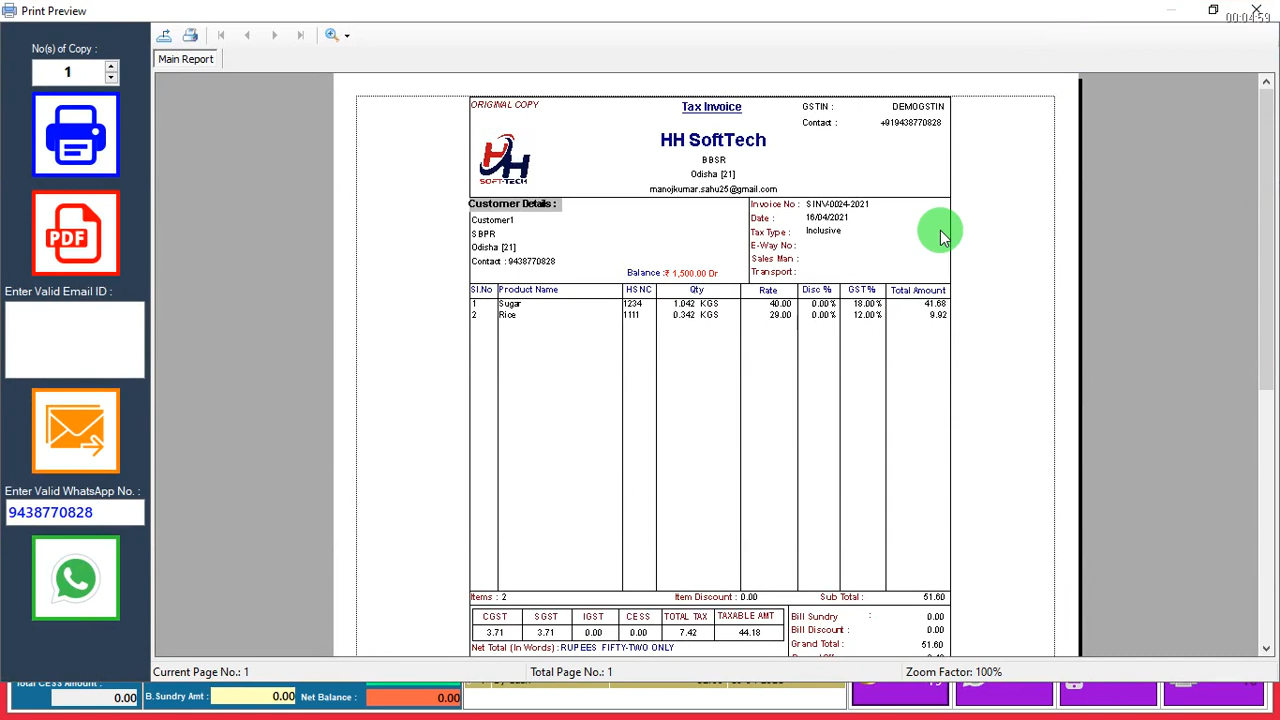 Print Preview
00:04:59
No(s) of Copy :
1
PDF
Enter Valid Email ID :
Enter Valid WhatsApp No. :
9438770828
Main Report
ORIGINAL COPY
Tax Invoice
GSTIN : DEMOGSTIN
Contact : +919438770828
HH SoftTech
SOFT-TECH
BBSR
Odisha [21]
manojkumar.sahu25@gmail.com
Customer Details :
Customer1
SBPR
Odisha [21]
Contact : 9438770828
Balance :₹ 1,500.00 Dr
Invoice No : SINV-0024-2021
Date : 16/04/2021
Tax Type : Inclusive
E-Way No :
Sales Man :
Transport :
Sl.No Product Name HSNC Qty Rate Disc % GST % Total Amount
1 Sugar 1234 1.042 KGS 40.00 0.00% 18.00% 41.68
2 Rice 1111 0.342 KGS 29.00 0.00% 12.00% 9.92
Items : 2 Item Discount : 0.00 Sub Total : 51.60
CGST SGST IGST CESS TOTAL TAX TAXABLE AMT
3.71 3.71 0.00 0.00 7.42 44.18
Net Total (In Words) : RUPEES FIFTY-TWO ONLY
Bill Sundry : 0.00
Bill Discount : 0.00
Grand Total : 51.60
Current Page No.: 1
Total Page No.: 1
Zoom Factor: 100%
Total CESS Amount : 0.00
B.Sundry Amt : 0.00
Net Balance : 0.00